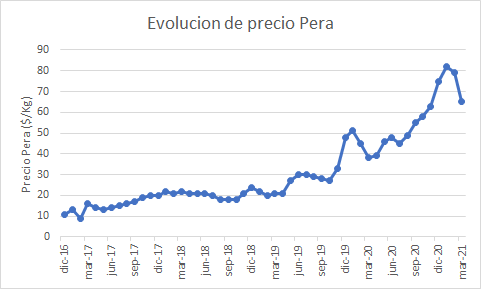 Evolucion de precio Pera
Precio Pera ($/Kg)
90
80
70
60
50
40
30
20
10
0
dic-16
mar-17
jun-17
sep-17
dic-17
mar-18
jun-18
sep-18
dic-18
mar-19
jun-19
sep-19
dic-19
mar-20
jun-20
sep-20
dic-20
mar-21